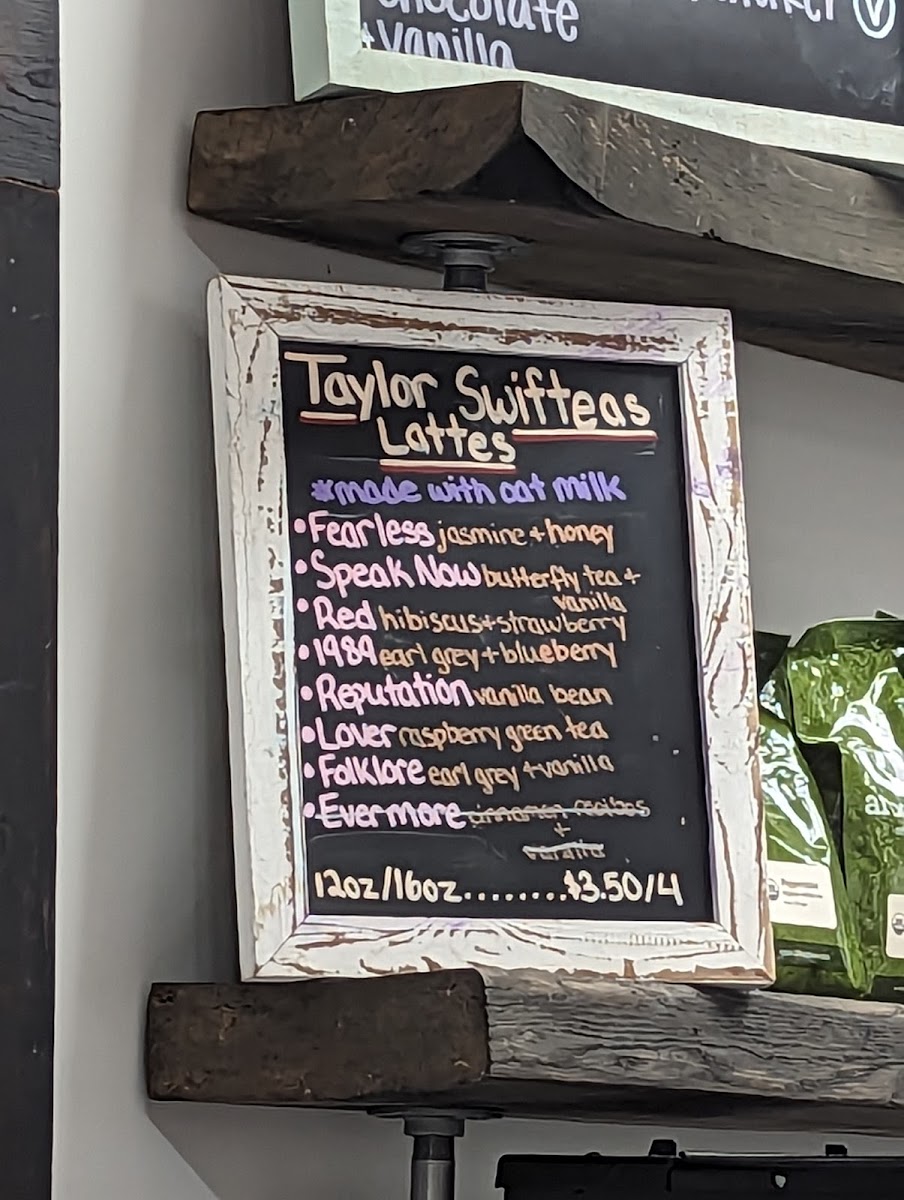 chocolate
+vanilla
Taylor Swifteas
Lattes
*made with oat milk
•Fearless jasmine + honey
•Speak Now butterfly tea +
vanilla
•Red hibiscus+strawberry
•1989 earl grey + blueberry
•Reputation vanilla bean
•Lover raspberry green tea
•Folklore earl grey +vanilla
•Evermore cinnamon rooibos
+
vanilla
12oz/16oz........$3.50/4